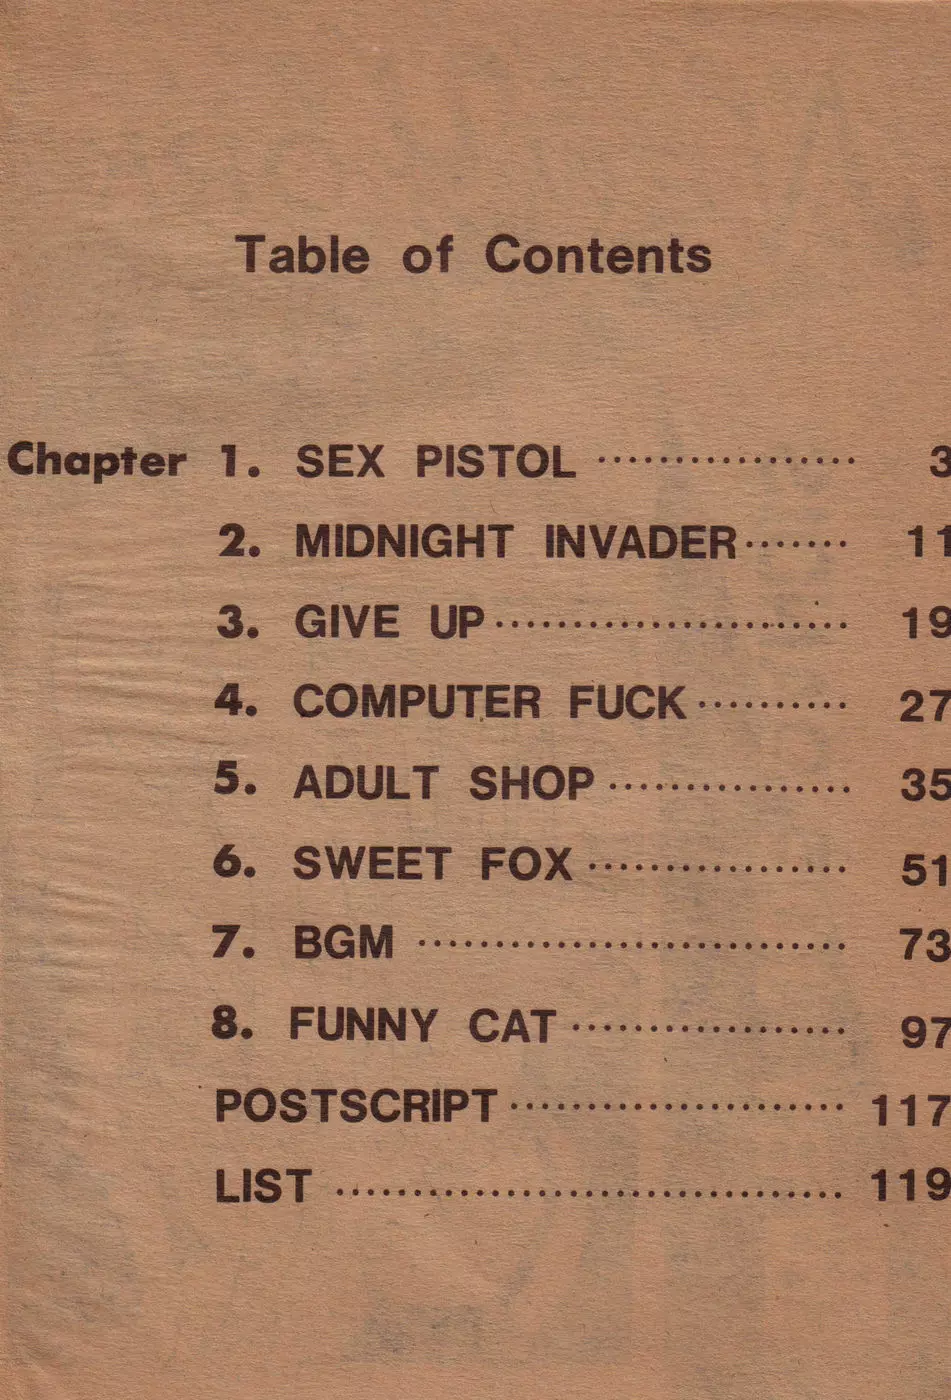 Table of Contents
Chapter 1. SEX PISTOL ················· 3
2. MIDNIGHT INVADER ······· 11
3. GIVE UP ······················· 19
4. COMPUTER FUCK ·········· 27
5. ADULT SHOP ················ 35
6. SWEET FOX ················· 51
7. BGM ···························· 73
8. FUNNY CAT ·················· 97
POSTSCRIPT ······················ 117
LIST ································· 119